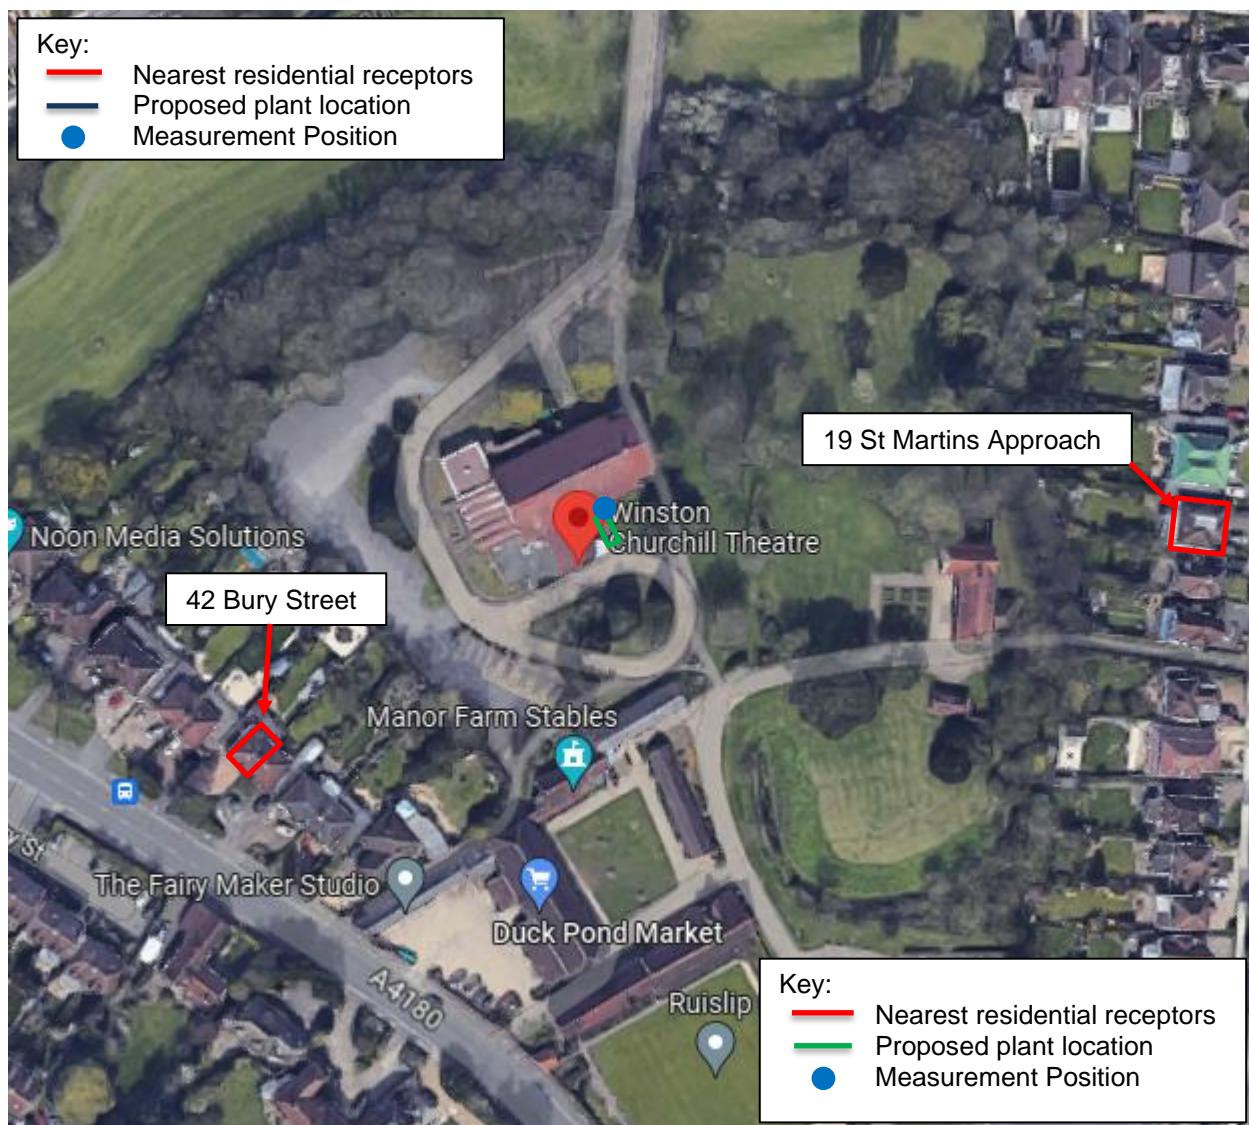 Key:
Nearest residential receptors
Proposed plant location
Measurement Position
19 St Martins Approach
Winston
Churchill Theatre
Noon Media Solutions
42 Bury Street
Manor Farm Stables
y St
The Fairy Maker Studio
Duck Pond Market
A4180
Ruislip
Key:
Nearest residential receptors
Proposed plant location
Measurement Position